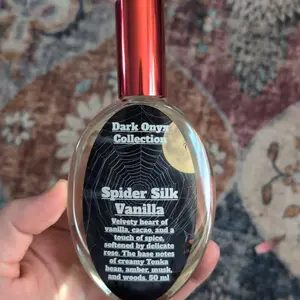 Dark Onyx
Collection
Spider Silk
Vanilla
Velvety heart of
vanilla, cacao, and a
touch of spice,
softened by delicate
rose. The base notes
of creamy Tonka
bean, amber, musk,
and woods. 50 ml